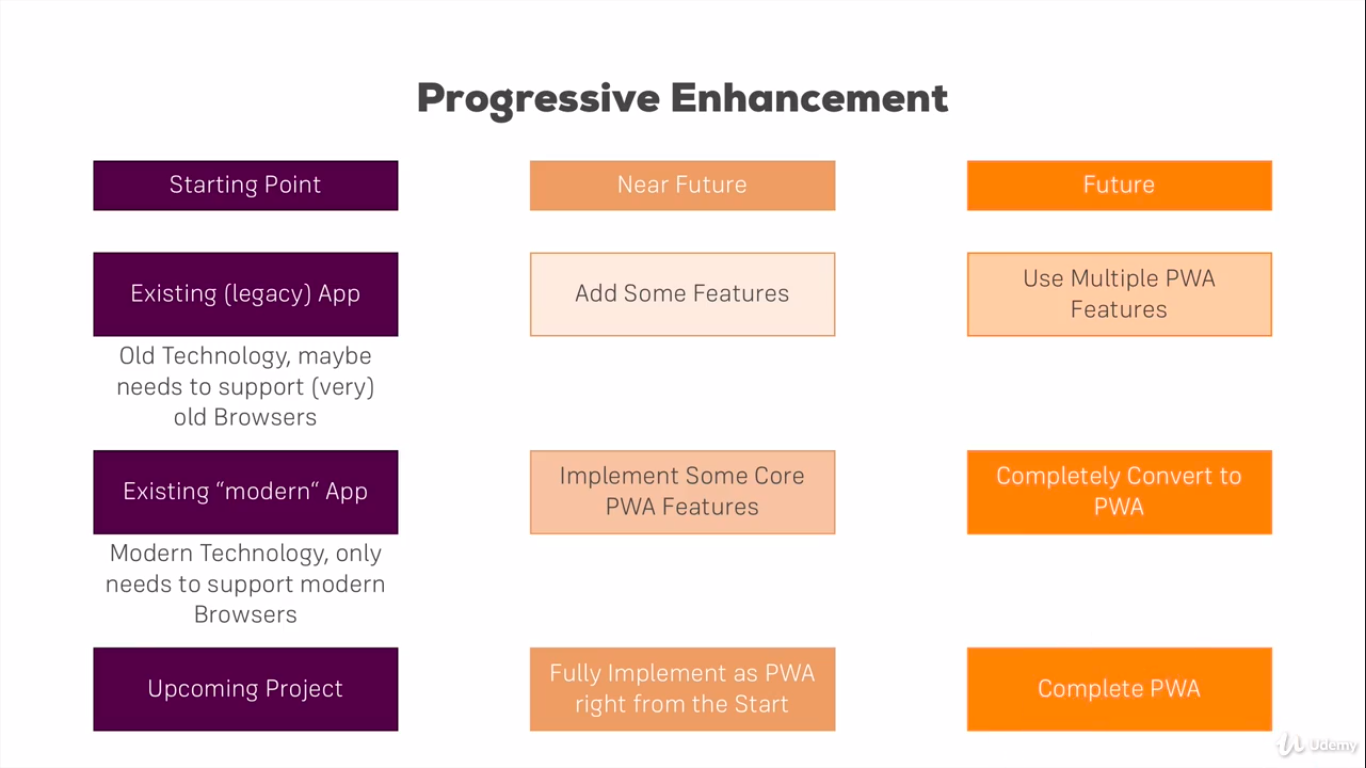 Progressive Enhancement
Starting Point
Near Future
Future
Existing (legacy) App
Add Some Features
Use Multiple PWA
Features
Old Technology, maybe
needs to support (very)
old Browsers
Existing “modern“ App
Implement Some Core
PWA Features
Completely Convert to
PWA
Modern Technology, only
needs to support modern
Browsers
Upcoming Project
Fully Implement as PWA
right from the Start
Complete PWA
Udemy